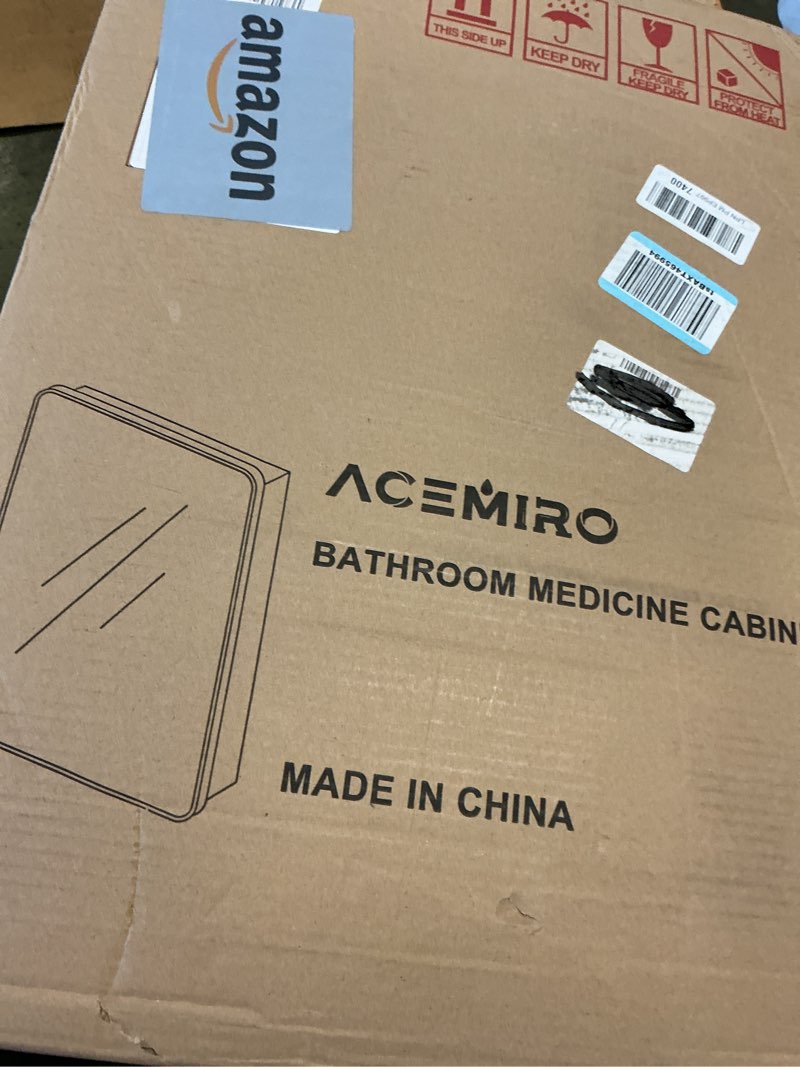 amazon
THIS SIDE UP
KEEP DRY
FRAGILE
KEEP DRY
PROTECT
FROM HEAT
7400
ACEMIRO
BATHROOM MEDICINE CABIN
MADE IN CHINA